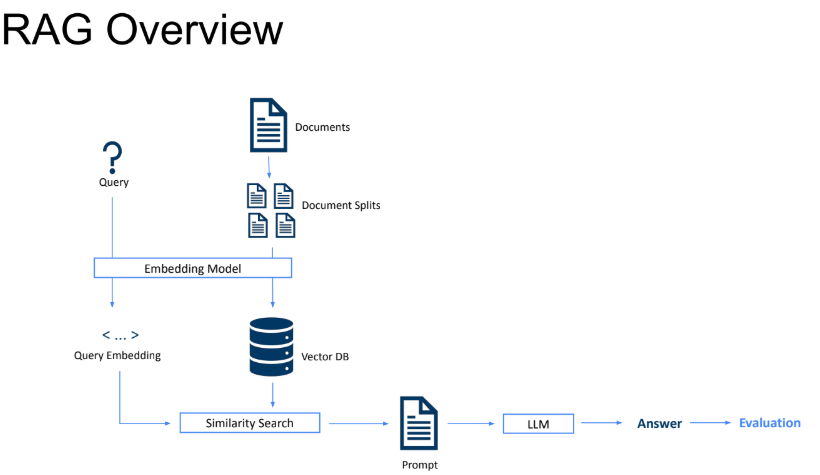 RAG Overview
Documents
Query
Document Splits
Embedding Model
< ... >
Query Embedding
Vector DB
Similarity Search
LLM
Answer
Evaluation
Prompt